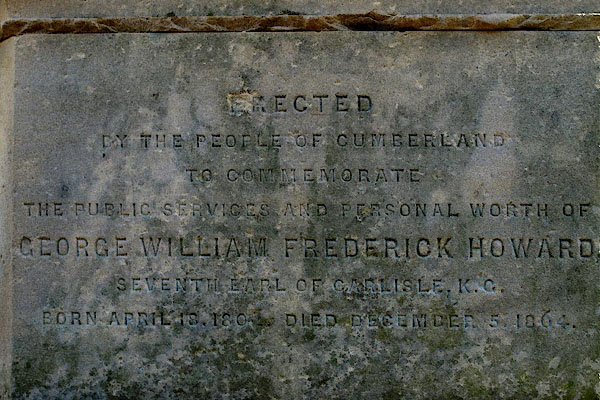 ERECTED
BY THE PEOPLE OF CUMBERLAND
TO COMMEMORATE
THE PUBLIC SERVICES AND PERSONAL WORTH OF
GEORGE WILLIAM FREDERICK HOWARD,
SEVENTH EARL OF CARLISLE, K.G.
BORN APRIL 18, DIED DECEMBER 5, 1864.